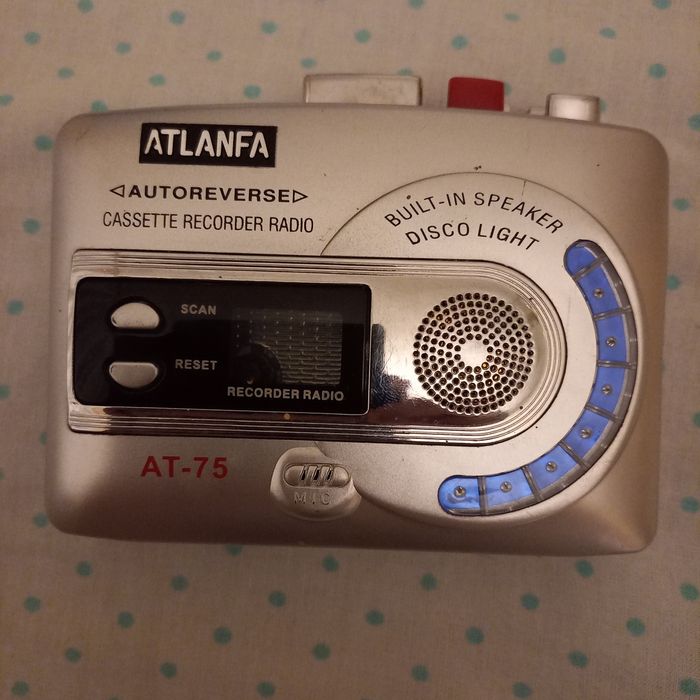 ATLANFA
◁AUTOREVERSE▷
CASSETTE RECORDER RADIO
BUILT-IN SPEAKER
DISCO LIGHT
SCAN
RESET
RECORDER RADIO
AT-75
MIC